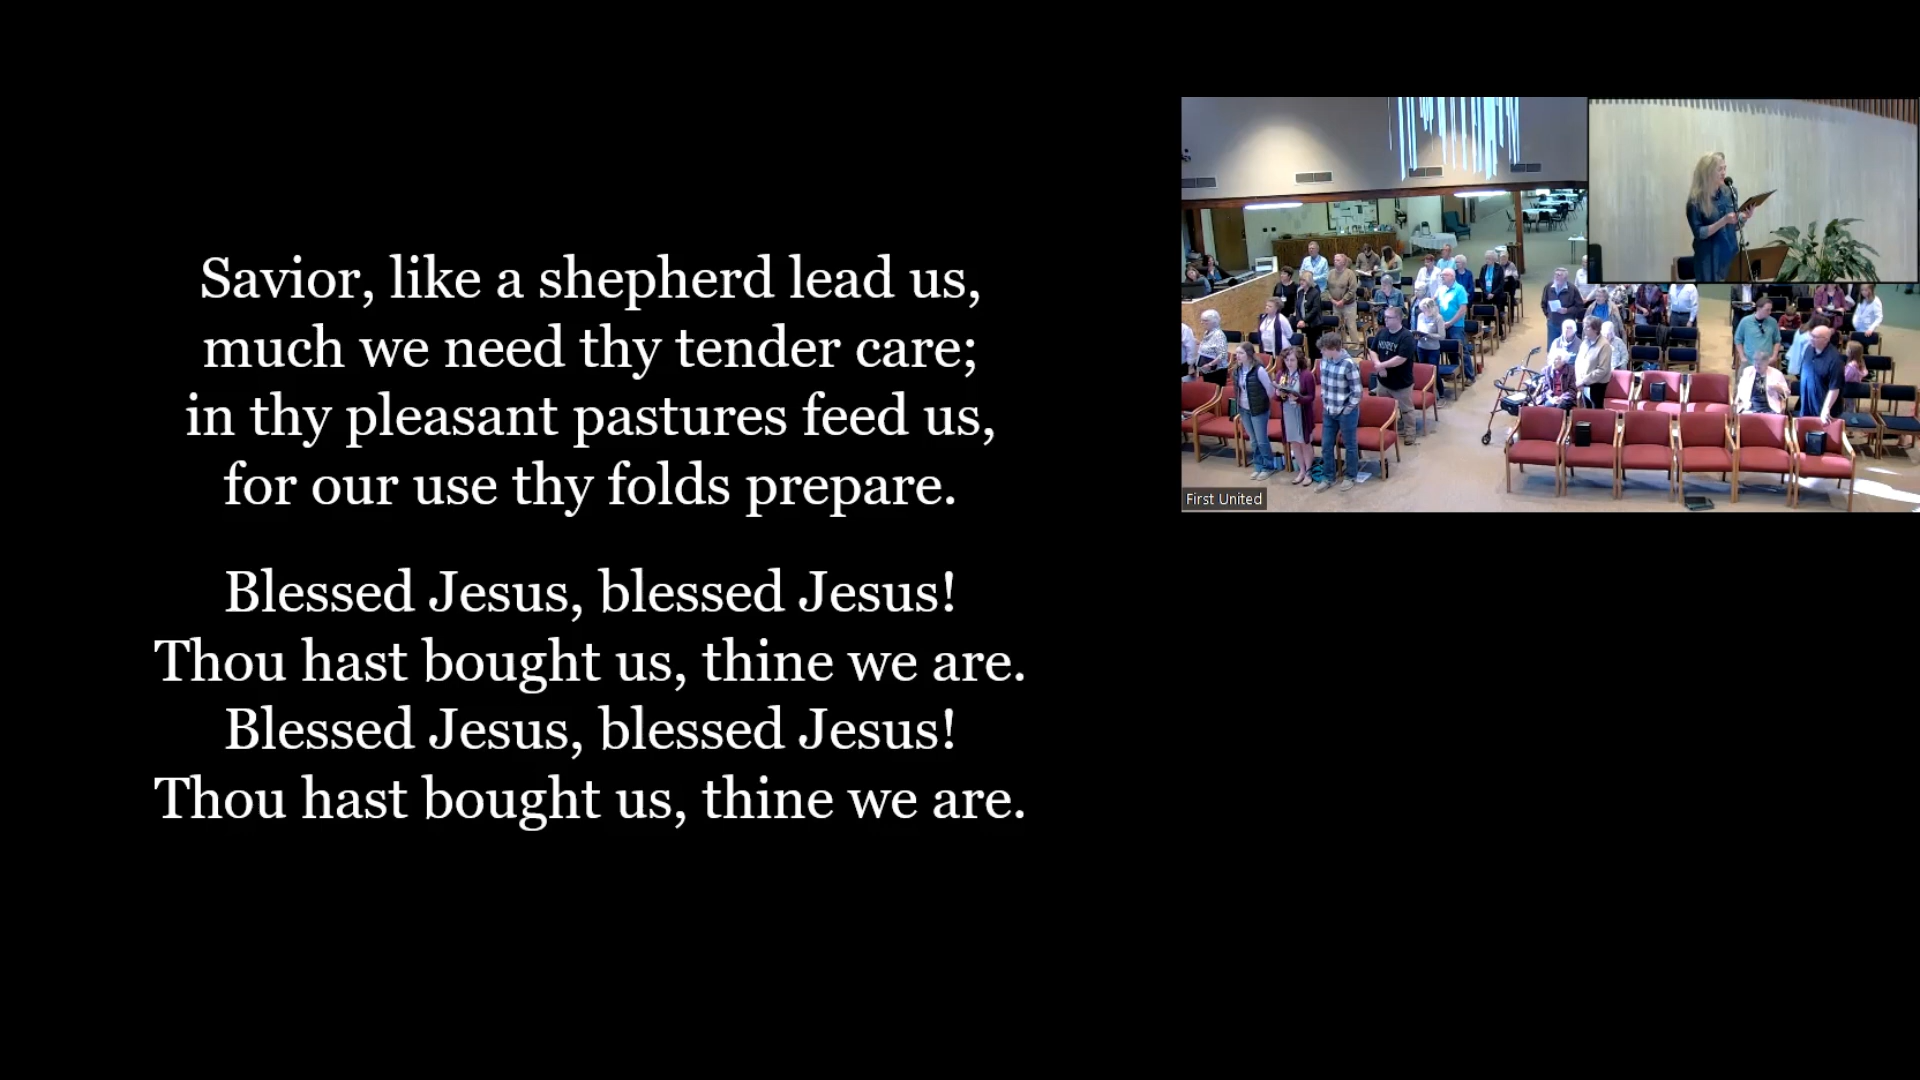 Savior, like a shepherd lead us,
much we need thy tender care;
in thy pleasant pastures feed us,
for our use thy folds prepare.
Blessed Jesus, blessed Jesus!
Thou hast bought us, thine we are.
Blessed Jesus, blessed Jesus!
Thou hast bought us, thine we are.
First United